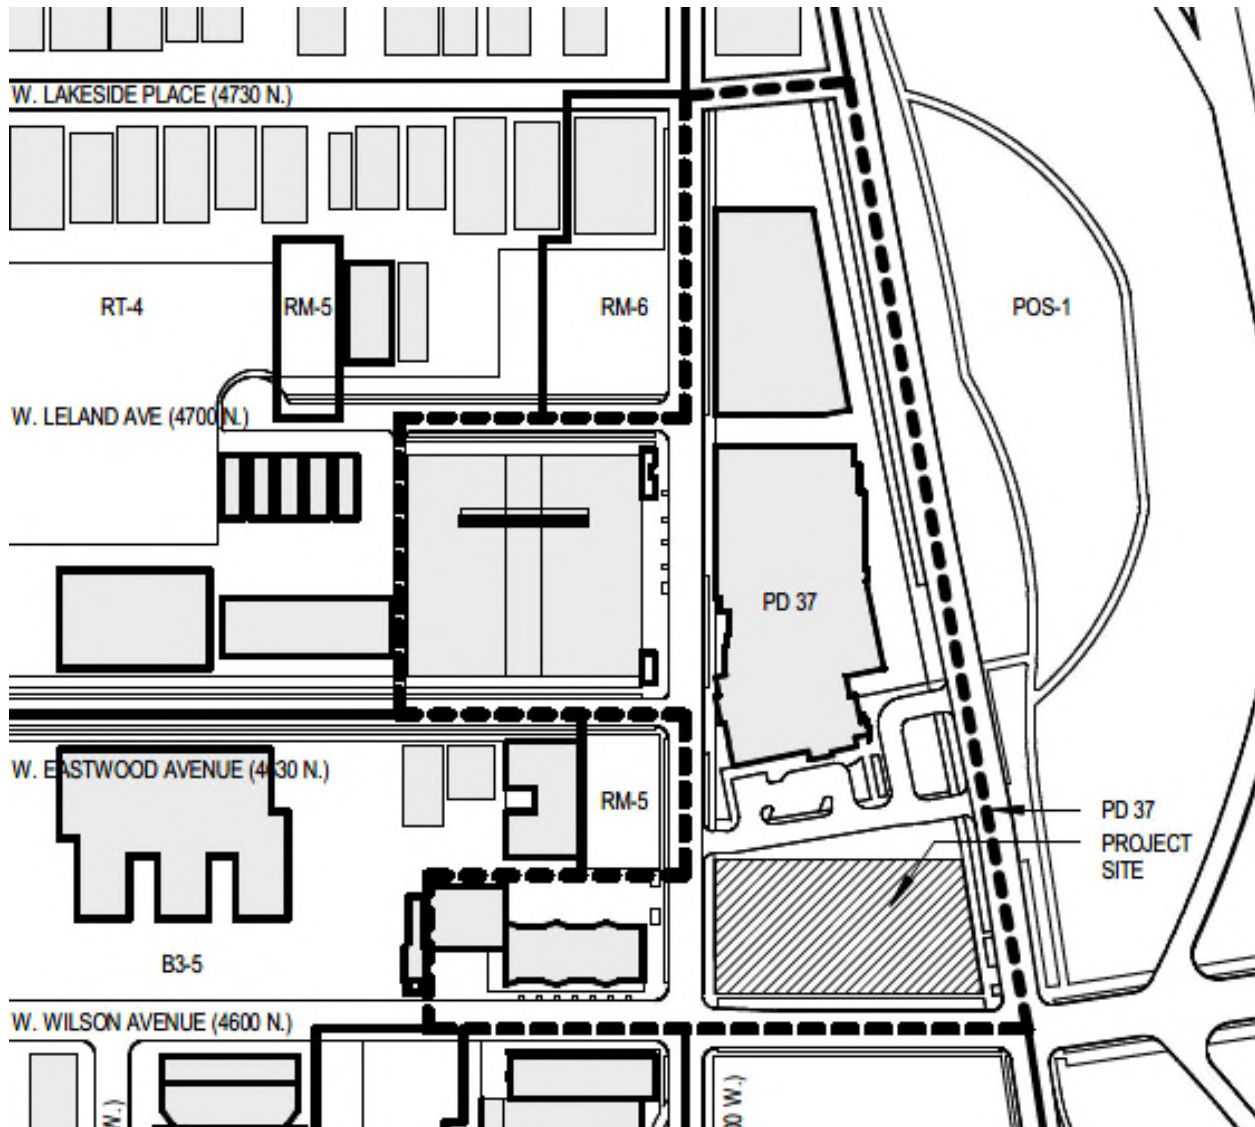 W. LAKESIDE PLACE (4730 N.)
RT-4
RM-5
RM-6
POS-1
W. LELAND AVE (4700 N.)
PD 37
W. EASTWOOD AVENUE (4630 N.)
RM-5
PD 37
PROJECT
SITE
B3-5
W. WILSON AVENUE (4600 N.)
W.)
00 W.)